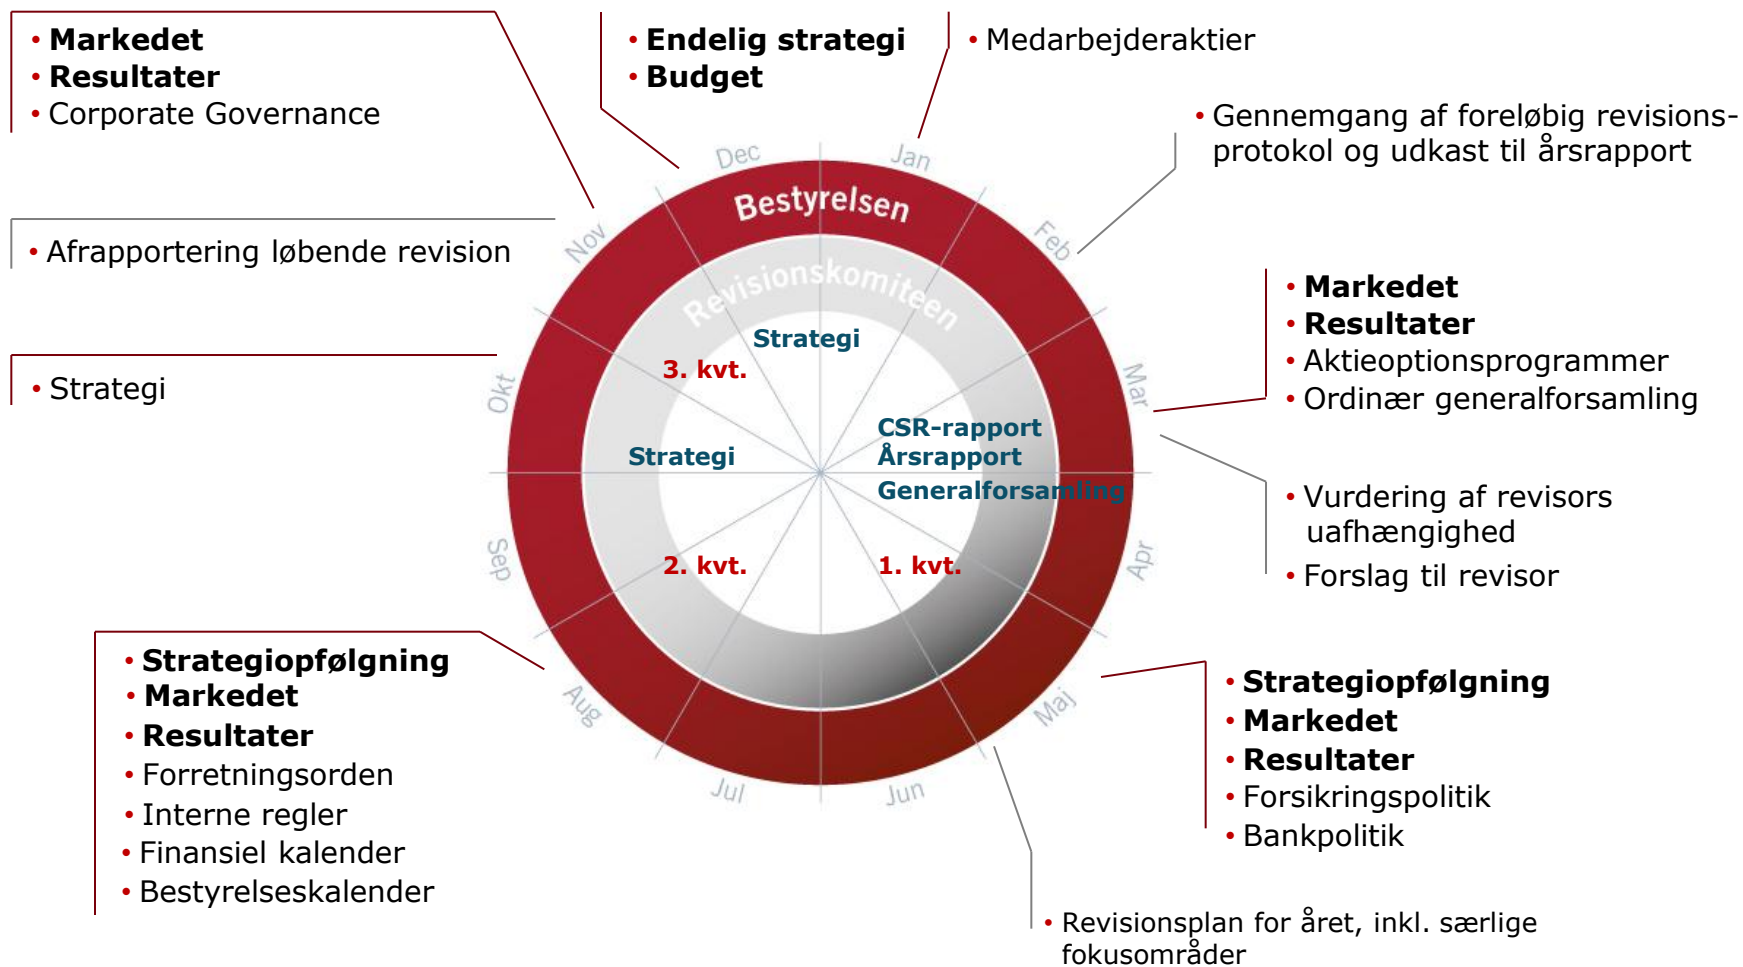 • Markedet
• Resultater
• Corporate Governance
• Endelig strategi
• Budget
• Medarbejderaktier
• Gennemgang af foreløbig revisions-
protokol og udkast til årsrapport
• Afrapportering løbende revision
• Strategi
Dec
Jan
Nov
Feb
Okt
Mar
Sep
Apr
Aug
Maj
Jul
Jun
Bestyrelsen
Revisionskomiteen
Strategi
3. kvt.
CSR-rapport
Årsrapport
Generalforsamling
Strategi
2. kvt.
1. kvt.
• Markedet
• Resultater
• Aktieoptionsprogrammer
• Ordinær generalforsamling
• Vurdering af revisors
uafhængighed
• Forslag til revisor
• Strategiopfølgning
• Markedet
• Resultater
• Forretningsorden
• Interne regler
• Finansiel kalender
• Bestyrelseskalender
• Strategiopfølgning
• Markedet
• Resultater
• Forsikringspolitik
• Bankpolitik
• Revisionsplan for året, inkl. særlige
fokusområder